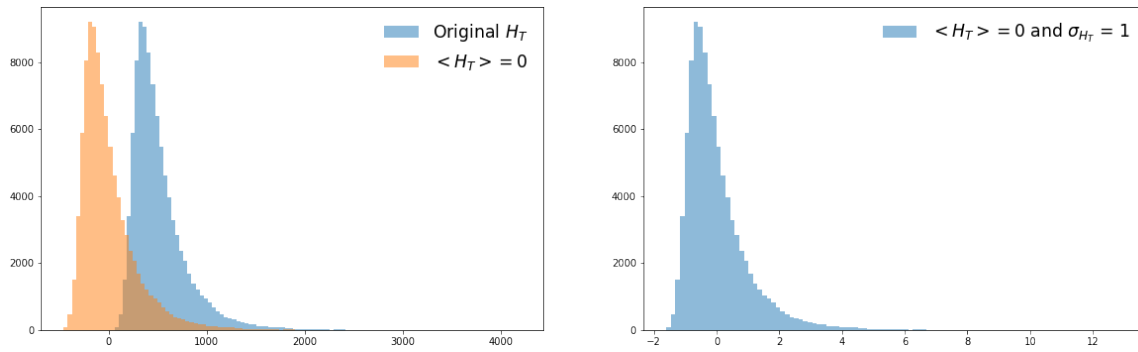 Original $H_T$
$< H_T > = 0$
8000
6000
4000
2000
0
0 1000 2000 3000 4000
$< H_T > = 0$ and $\sigma_{H_T} = 1$
8000
6000
4000
2000
0
−2 0 2 4 6 8 10 12